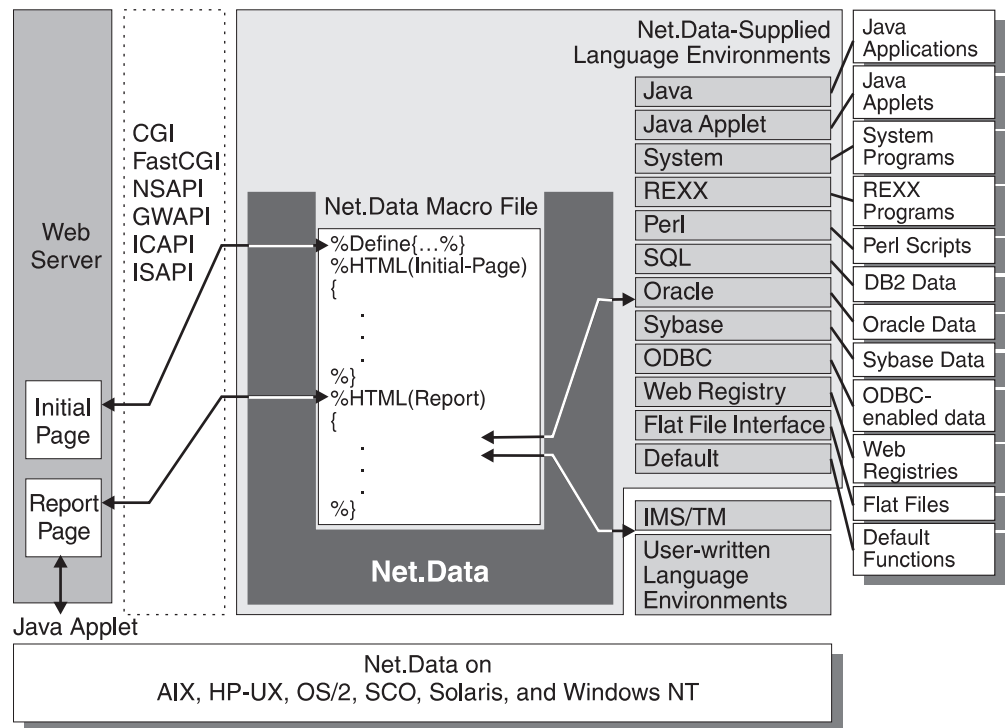 Web
Server
Initial
Page
Report
Page
Java Applet
CGI
FastCGI
NSAPI
GWAPI
ICAPI
ISAPI
Net.Data Macro File
%Define{...%}
%HTML(Initial-Page)
{
.
.
.
%}
%HTML(Report)
{
.
.
.
%}
Net.Data
Net.Data-Supplied
Language Environments
Java
Java Applet
System
REXX
Perl
SQL
Oracle
Sybase
ODBC
Web Registry
Flat File Interface
Default
IMS/TM
User-written
Language
Environments
Java
Applications
Java
Applets
System
Programs
REXX
Programs
Perl Scripts
DB2 Data
Oracle Data
Sybase Data
ODBC-
enabled data
Web
Registries
Flat Files
Default
Functions
Net.Data on
AIX, HP-UX, OS/2, SCO, Solaris, and Windows NT